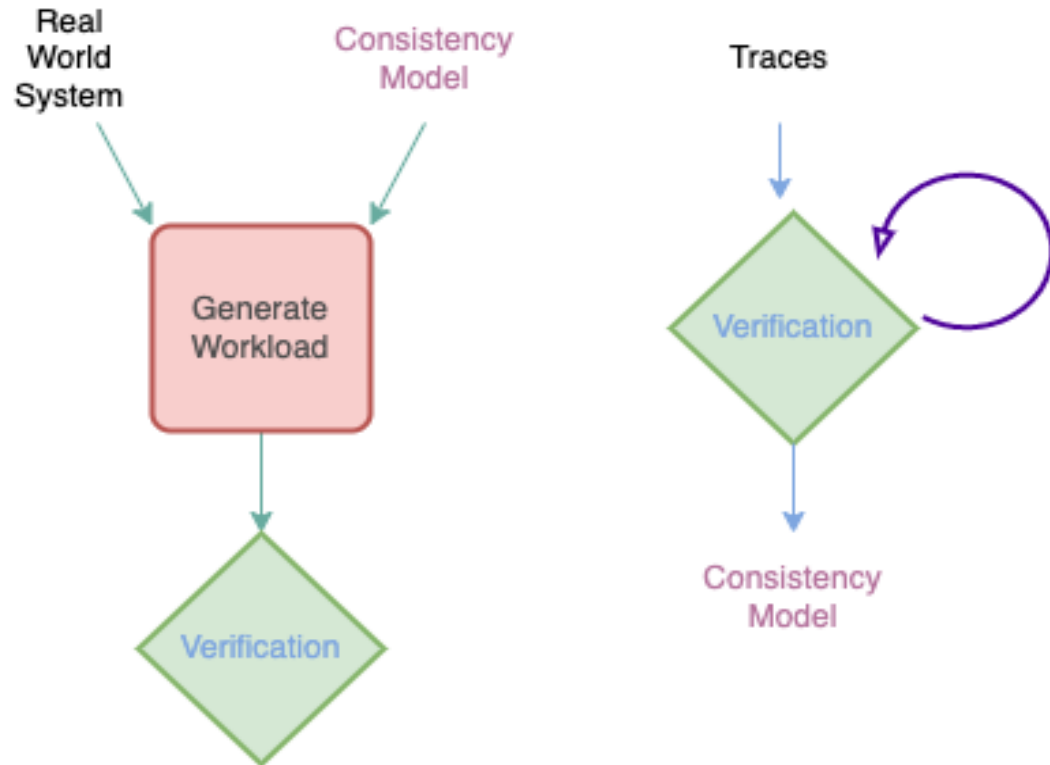 Real
World
System
Consistency
Model
Generate
Workload
Verification
Traces
Verification
Consistency
Model